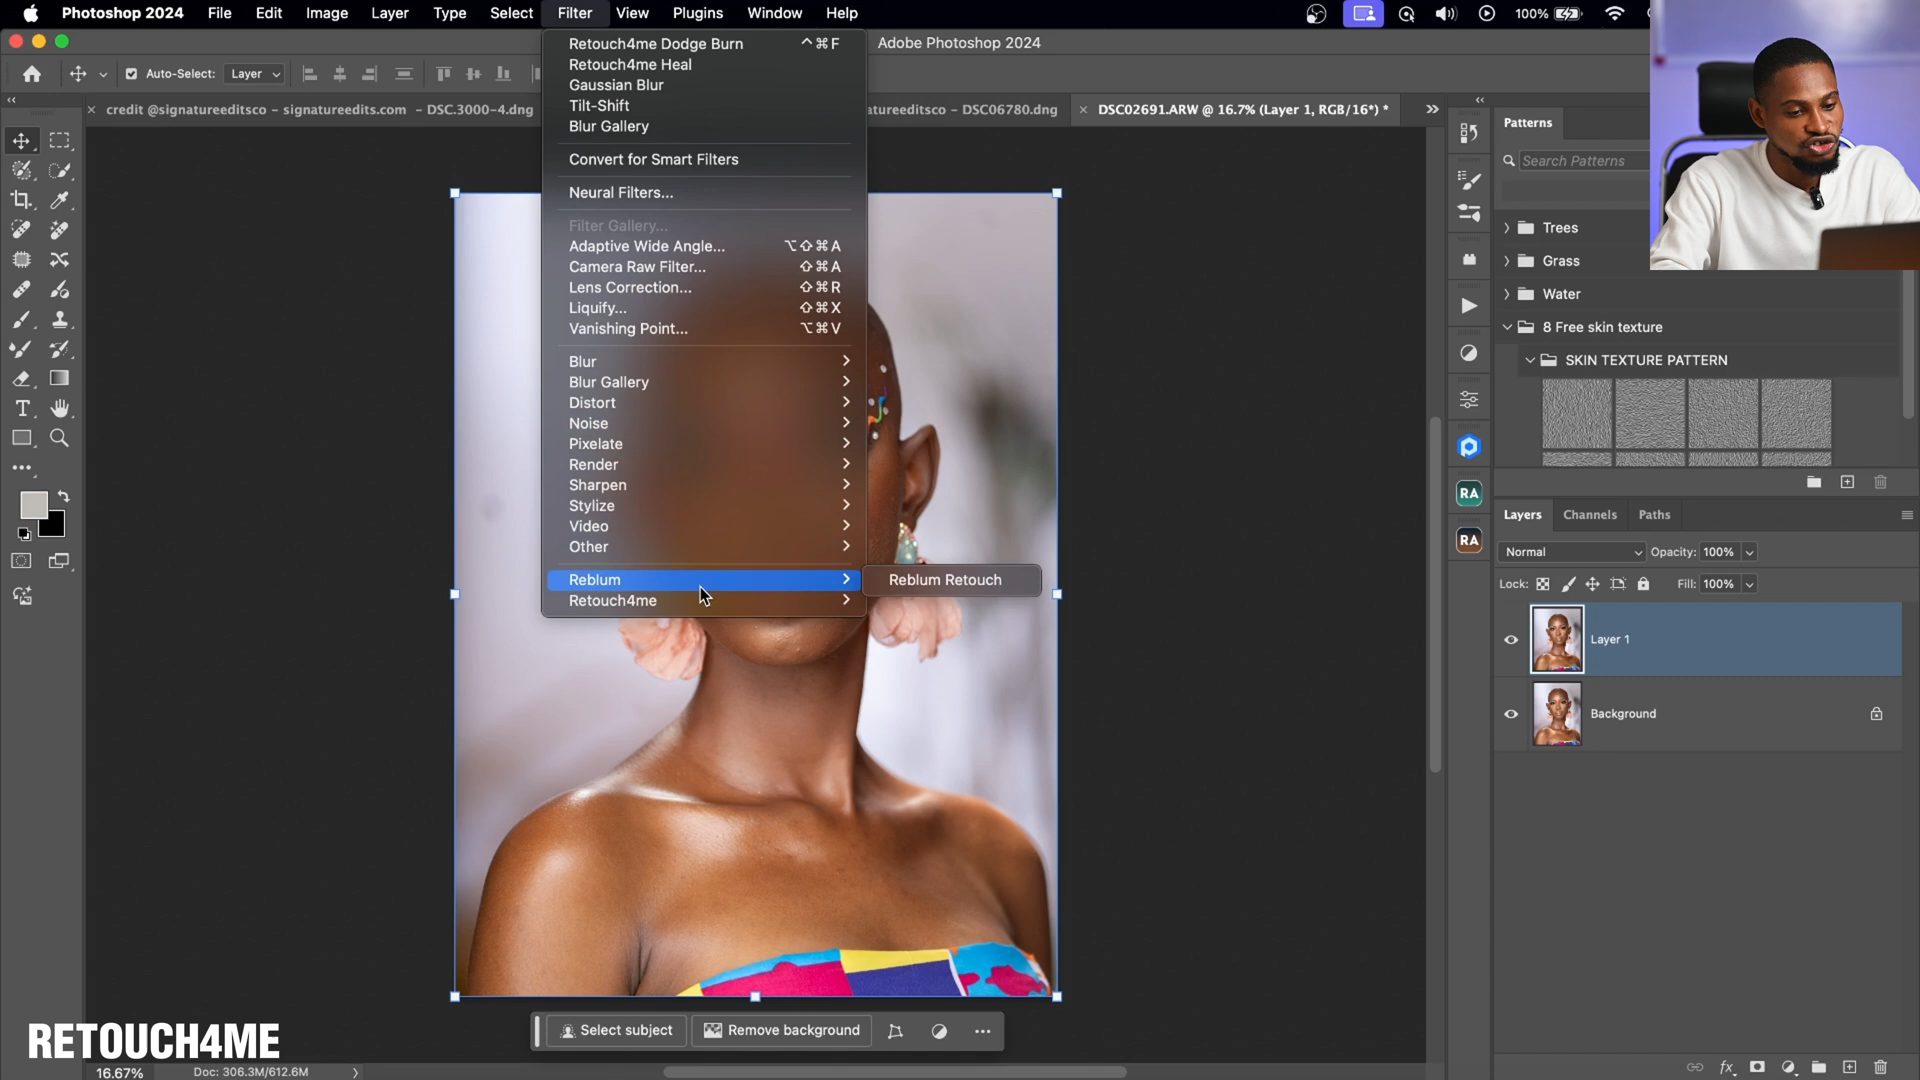 Photoshop 2024 File Edit Image Layer Type Select Filter View Plugins Window Help 100%
Adobe Photoshop 2024
Auto-Select: Layer
credit @signatureeditsco - signatureedits.com - DSC.3000-4.dng
atureeditsco - DSC06780.dng
DSC02691.ARW @ 16.7% (Layer 1, RGB/16*) *
Retouch4me Dodge Burn ^⌘F
Retouch4me Heal
Gaussian Blur
Tilt-Shift
Blur Gallery
Convert for Smart Filters
Neural Filters...
Filter Gallery...
Adaptive Wide Angle... ⌥⇧⌘A
Camera Raw Filter... ⇧⌘A
Lens Correction... ⇧⌘R
Liquify... ⇧⌘X
Vanishing Point... ⌥⌘V
Blur
Blur Gallery
Distort
Noise
Pixelate
Render
Sharpen
Stylize
Video
Other
Reblum
Reblum Retouch
Retouch4me
Patterns
Search Patterns
Trees
Grass
Water
8 Free skin texture
SKIN TEXTURE PATTERN
RA
RA
Layers Channels Paths
Normal Opacity: 100%
Lock: Fill: 100%
Layer 1
Background
Select subject
Remove background
RETOUCH4ME
16.67% Doc: 306.3M/612.6M
fx